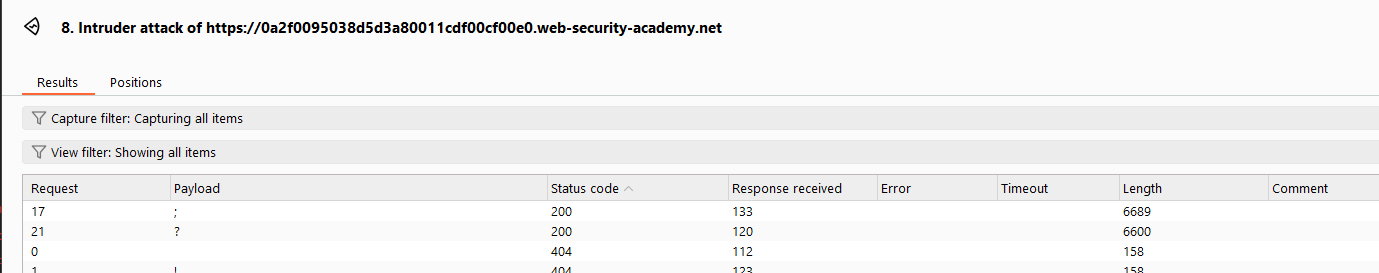 8. Intruder attack of https://0a2f0095038d5d3a80011cdf00cf00e0.web-security-academy.net
Results Positions
Capture filter: Capturing all items
View filter: Showing all items
Request Payload Status code Response received Error Timeout Length Comment
17 ; 200 133 6689
21 ? 200 120 6600
0 404 112 158
1 ! 404 123 158